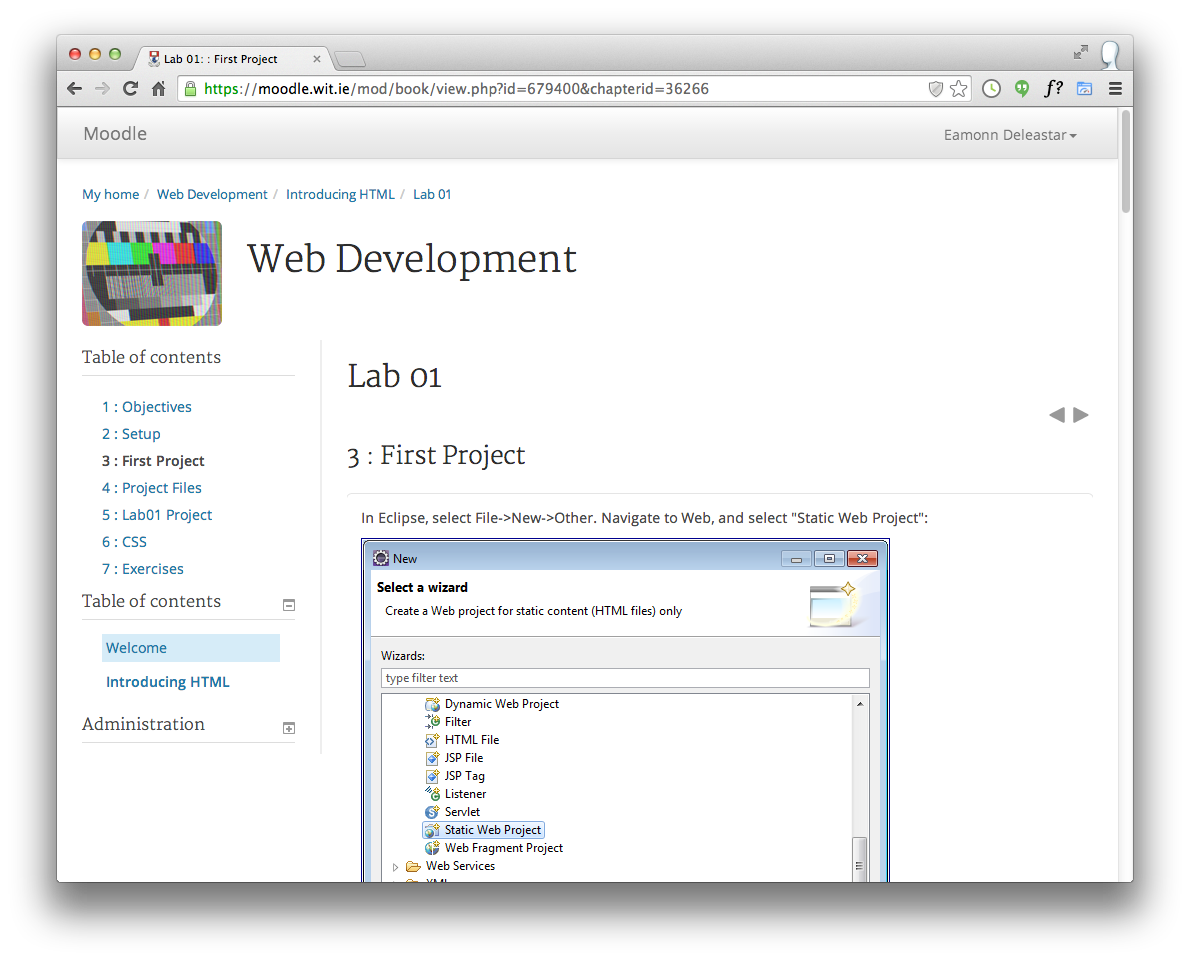 Lab 01: : First Project
https://moodle.wit.ie/mod/book/view.php?id=679400&chapterid=36266
f?
Moodle
Eamonn Deleastar
My home / Web Development / Introducing HTML / Lab 01
Web Development
Table of contents
1 : Objectives
2 : Setup
3 : First Project
4 : Project Files
5 : Lab01 Project
6 : CSS
7 : Exercises
Table of contents
Welcome
Introducing HTML
Administration
Lab 01
3 : First Project
In Eclipse, select File->New->Other. Navigate to Web, and select "Static Web Project":
New
Select a wizard
Create a Web project for static content (HTML files) only
Wizards:
type filter text
Dynamic Web Project
Filter
HTML File
JSP File
JSP Tag
Listener
Servlet
Static Web Project
Web Fragment Project
Web Services
XML